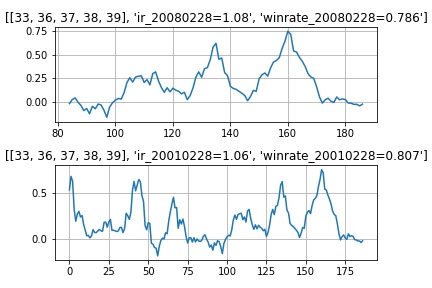 [[33, 36, 37, 38, 39], 'ir_20080228=1.08', 'winrate_20080228=0.786']
0.75
0.50
0.25
0.00
80 100 120 140 160 180
[[33, 36, 37, 38, 39], 'ir_20010228=1.06', 'winrate_20010228=0.807']
0.5
0.0
0 25 50 75 100 125 150 175